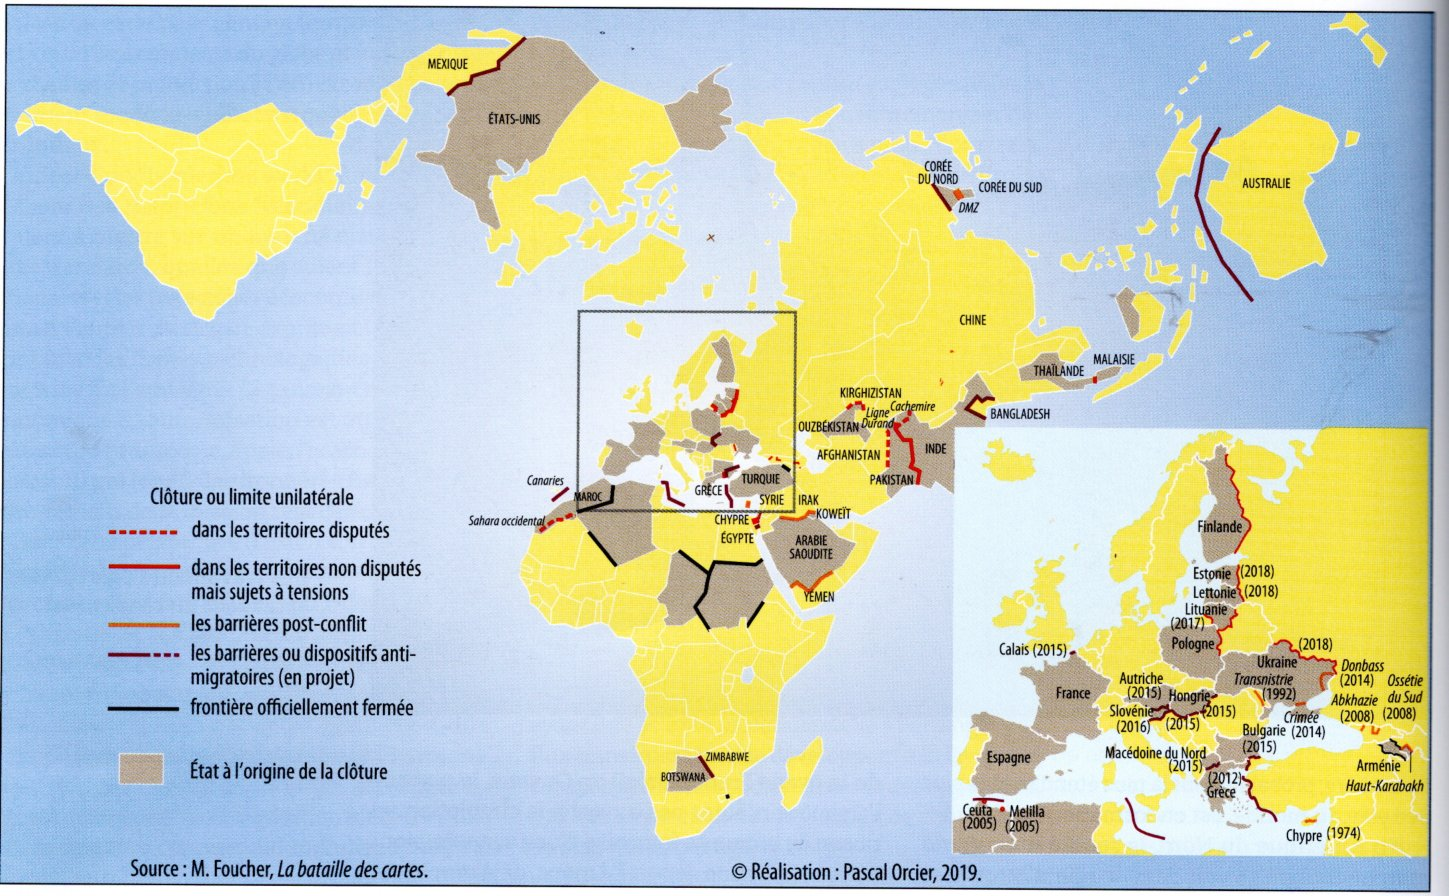 MEXIQUE
ÉTATS-UNIS
CORÉE
DU NORD
CORÉE DU SUD
DMZ
AUSTRALIE
CHINE
THAÏLANDE
MALAISIE
KIRGHIZISTAN
Cachemire
Ligne
Durand
BANGLADESH
OUZBÉKISTAN
INDE
AFGHANISTAN
PAKISTAN
TURQUIE
GRÈCE
SYRIE
IRAK
KOWEÏT
CHYPRE
ÉGYPTE
ARABIE
SAOUDITE
YEMEN
Canaries
MAROC
Sahara occidental
ZIMBABWE
BOTSWANA
Clôture ou limite unilatérale
dans les territoires disputés
dans les territoires non disputés
mais sujets à tensions
les barrières post-conflit
les barrières ou dispositifs anti-
migratoires (en projet)
frontière officiellement fermée
État à l'origine de la clôture
Finlande
Estonie (2018)
Lettonie (2018)
Lituanie
(2017)
Pologne
Calais (2015)
(2018)
Ukraine
Donbass
(2014)
Transnistrie
(1992)
Ossétie
du Sud
(2008)
Abkhazie
(2008)
Autriche
(2015)
Hongrie
(2015)
France
Slovénie
(2016)
(2015)
Crimée
(2014)
Bulgarie
(2015)
Espagne
Macédoine du Nord
(2015)
Arménie
(2012)
Grèce
Haut-Karabakh
Ceuta
(2005)
Melilla
(2005)
Chypre (1974)
Source : M. Foucher, La bataille des cartes.
© Réalisation : Pascal Orcier, 2019.